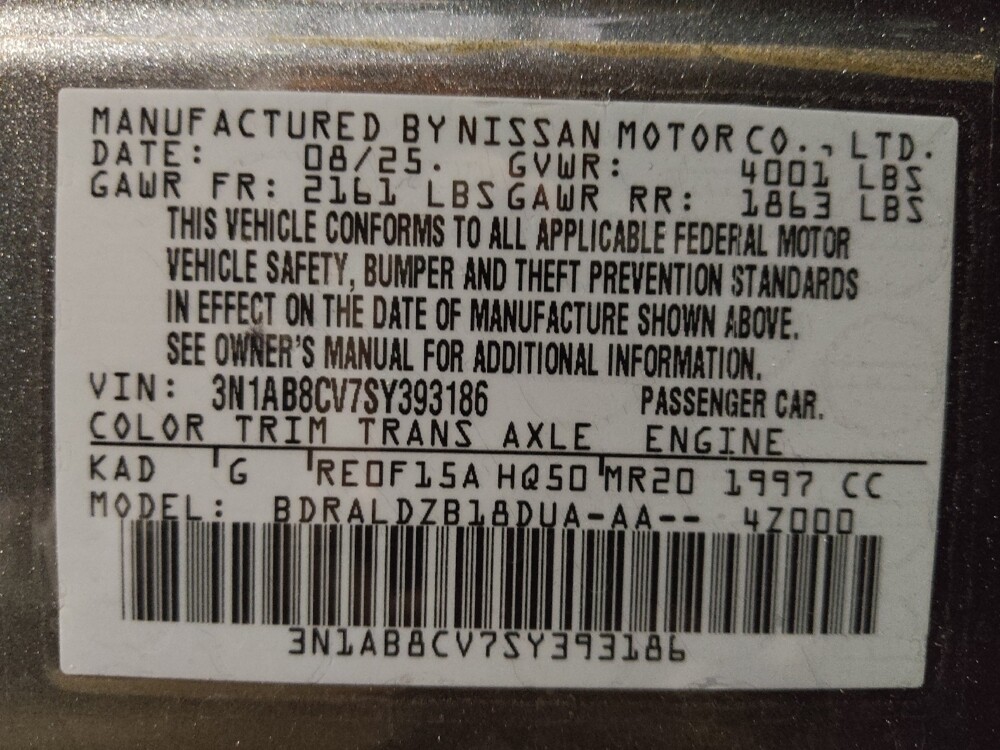 MANUFACTURED BY NISSAN MOTOR CO., LTD.
DATE: 08/25. GVWR: 4001 LBS
GAWR FR: 2161 LBS GAWR RR: 1863 LBS
THIS VEHICLE CONFORMS TO ALL APPLICABLE FEDERAL MOTOR
VEHICLE SAFETY, BUMPER AND THEFT PREVENTION STANDARDS
IN EFFECT ON THE DATE OF MANUFACTURE SHOWN ABOVE.
SEE OWNER'S MANUAL FOR ADDITIONAL INFORMATION.
VIN: 3N1AB8CV7SY393186 PASSENGER CAR.
COLOR TRIM TRANS AXLE ENGINE
KAD G RE0F15A HQ50 MR20 1997 CC
MODEL: BDRALDZB18DUA-AA-- 4Z000
3N1AB8CV7SY393186